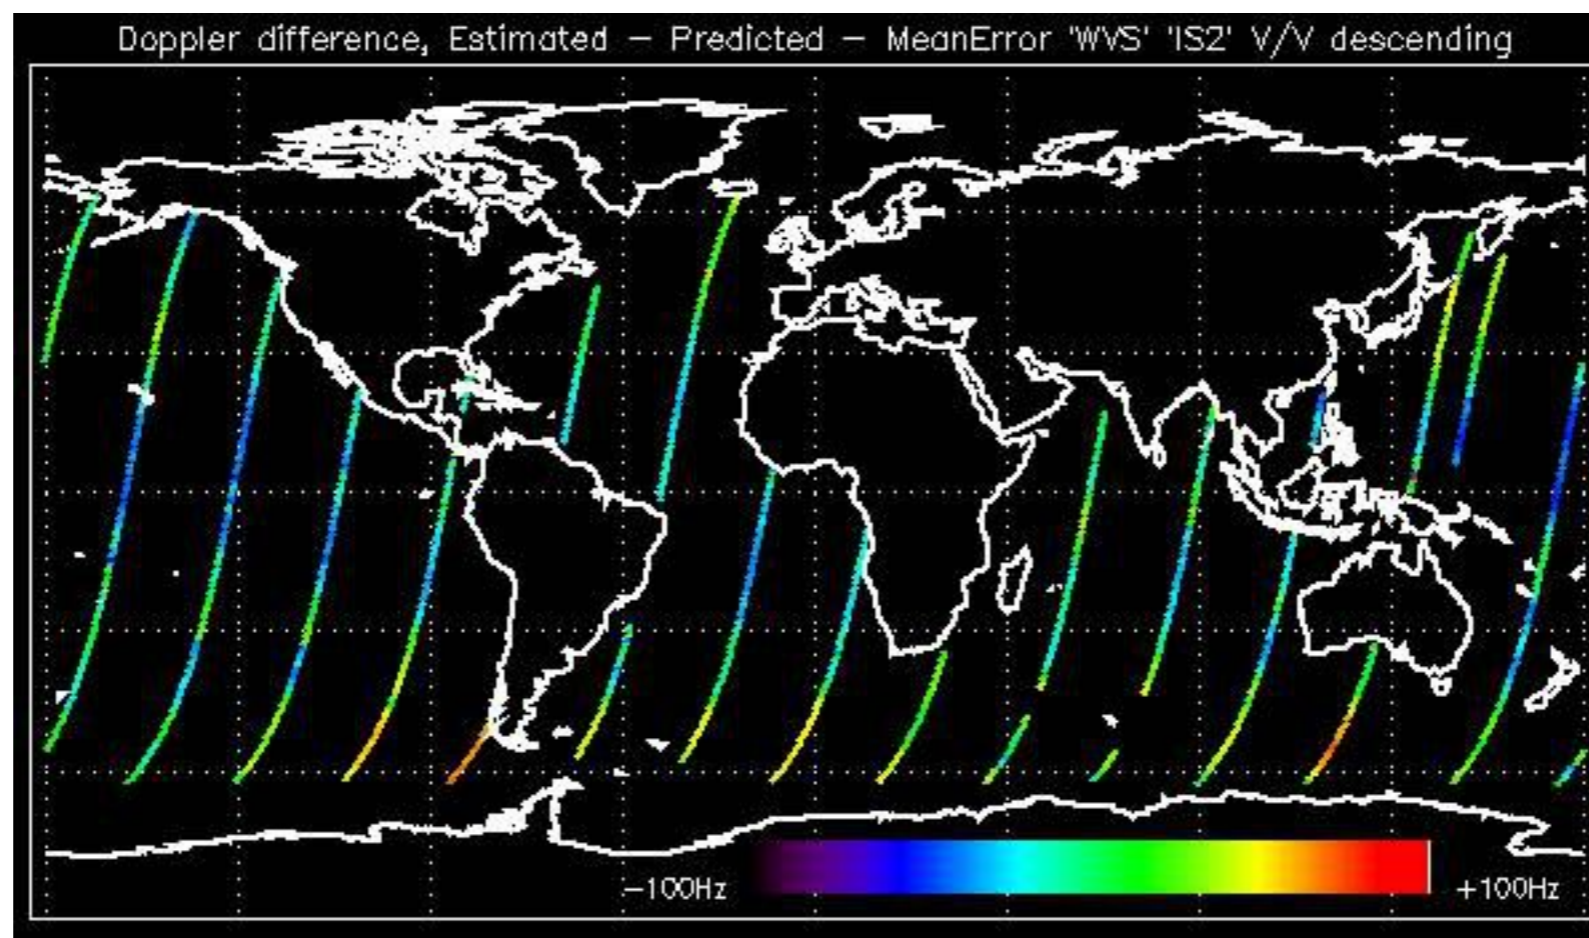 Doppler difference, Estimated – Predicted – MeanError 'WVS' 'IS2' V/V descending
–100Hz +100Hz